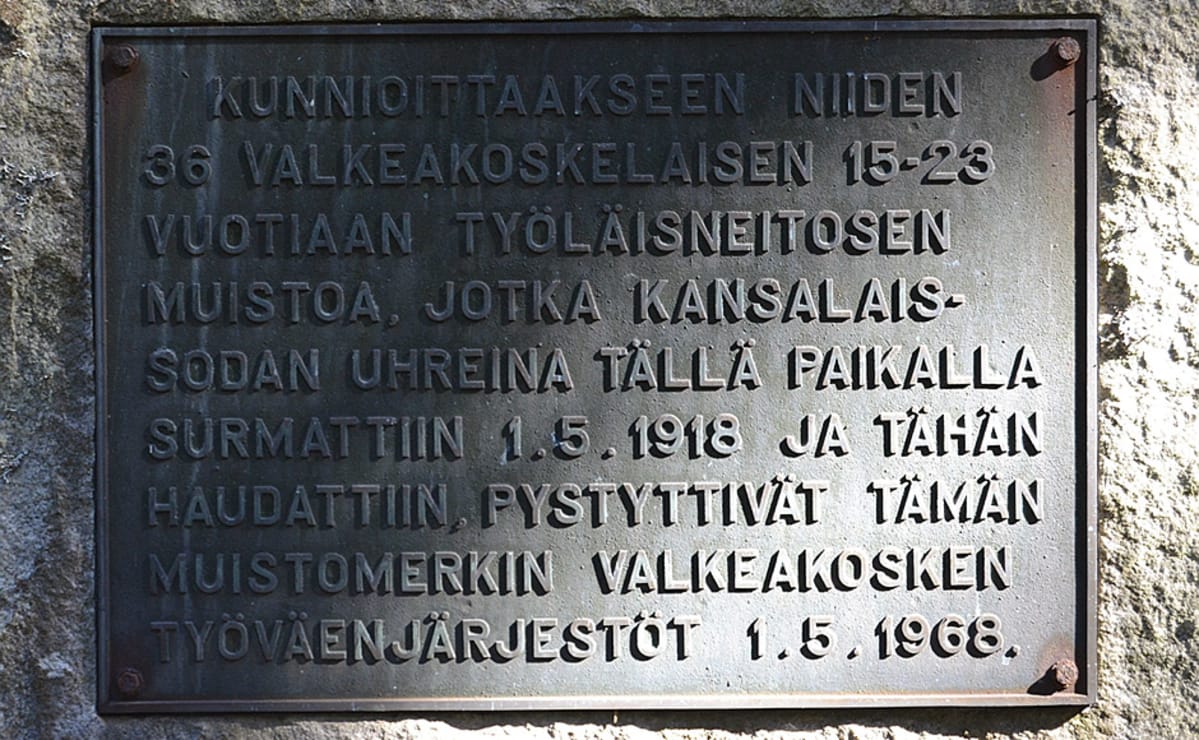 KUNNIOITTAAKSEEN NIIDEN
36 VALKEAKOSKELAISEN 15-23
VUOTIAAN TYÖLÄISNEITOSEN
MUISTOA, JOTKA KANSALAIS-
SODAN UHREINA TÄLLÄ PAIKALLA
SURMATTIIN 1.5.1918 JA TÄHÄN
HAUDATTIIN, PYSTYTTIVÄT TÄMÄN
MUISTOMERKIN VALKEAKOSKEN
TYÖVÄENJÄRJESTÖT 1.5.1968.